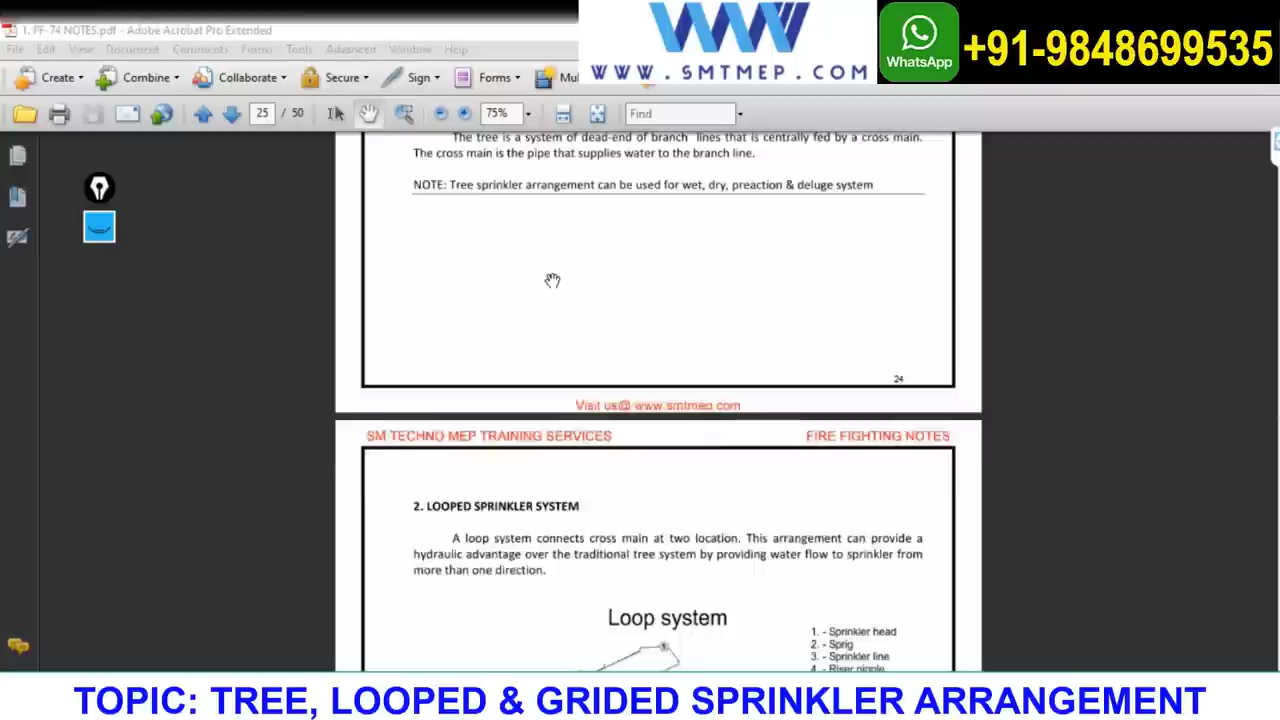 1. FF- 74 NOTES.pdf - Adobe Acrobat Pro Extended
File Edit View Document Comments Forms Tools Advanced Window Help
Create Combine Collaborate Secure Sign Forms Mul
25 / 50 75% Find
WWW.SMTMEP.COM
WhatsApp
+91-9848699535
The tree is a system of dead-end of branch lines that is centrally fed by a cross main.
The cross main is the pipe that supplies water to the branch line.
NOTE: Tree sprinkler arrangement can be used for wet, dry, preaction & deluge system
24
Visit us@ www.smtmep.com
SM TECHNO MEP TRAINING SERVICES FIRE FIGHTING NOTES
2. LOOPED SPRINKLER SYSTEM
A loop system connects cross main at two location. This arrangement can provide a
hydraulic advantage over the traditional tree system by providing water flow to sprinkler from
more than one direction.
Loop system
1. - Sprinkler head
2. - Sprig
3. - Sprinkler line
4. - Riser nipple
TOPIC: TREE, LOOPED & GRIDED SPRINKLER ARRANGEMENT